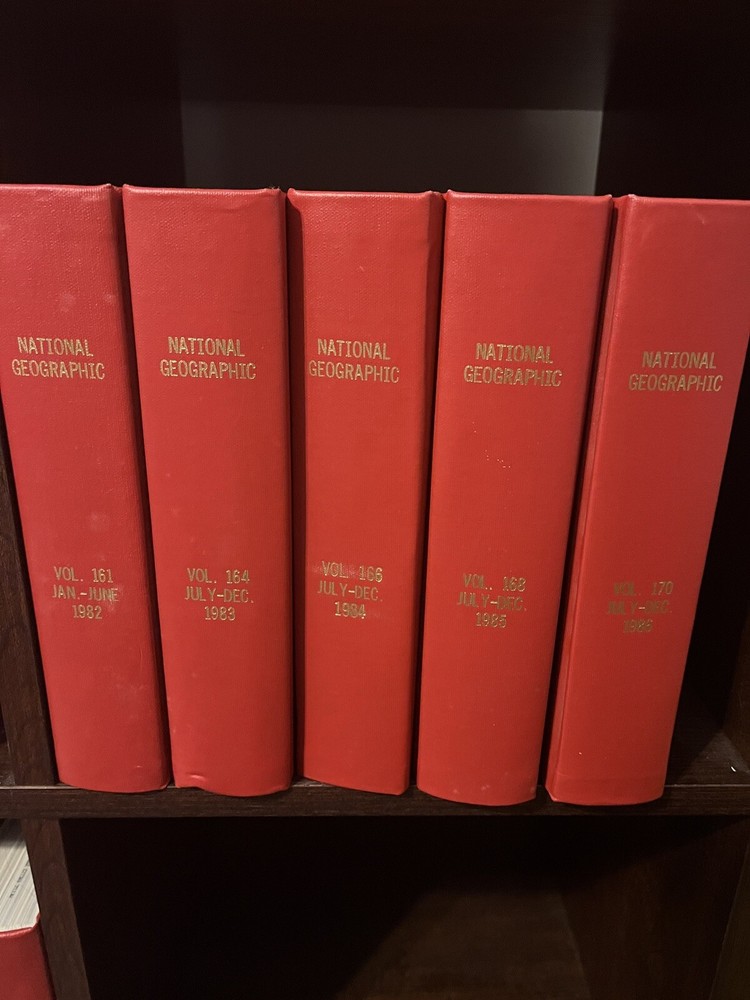 NATIONAL
GEOGRAPHIC
VOL. 161
JAN.-JUNE
1982
NATIONAL
GEOGRAPHIC
VOL. 164
JULY-DEC.
1983
NATIONAL
GEOGRAPHIC
VOL. 166
JULY-DEC.
1984
NATIONAL
GEOGRAPHIC
VOL. 168
JULY-DEC.
1985
NATIONAL
GEOGRAPHIC
VOL. 170
JULY-DEC.
1986